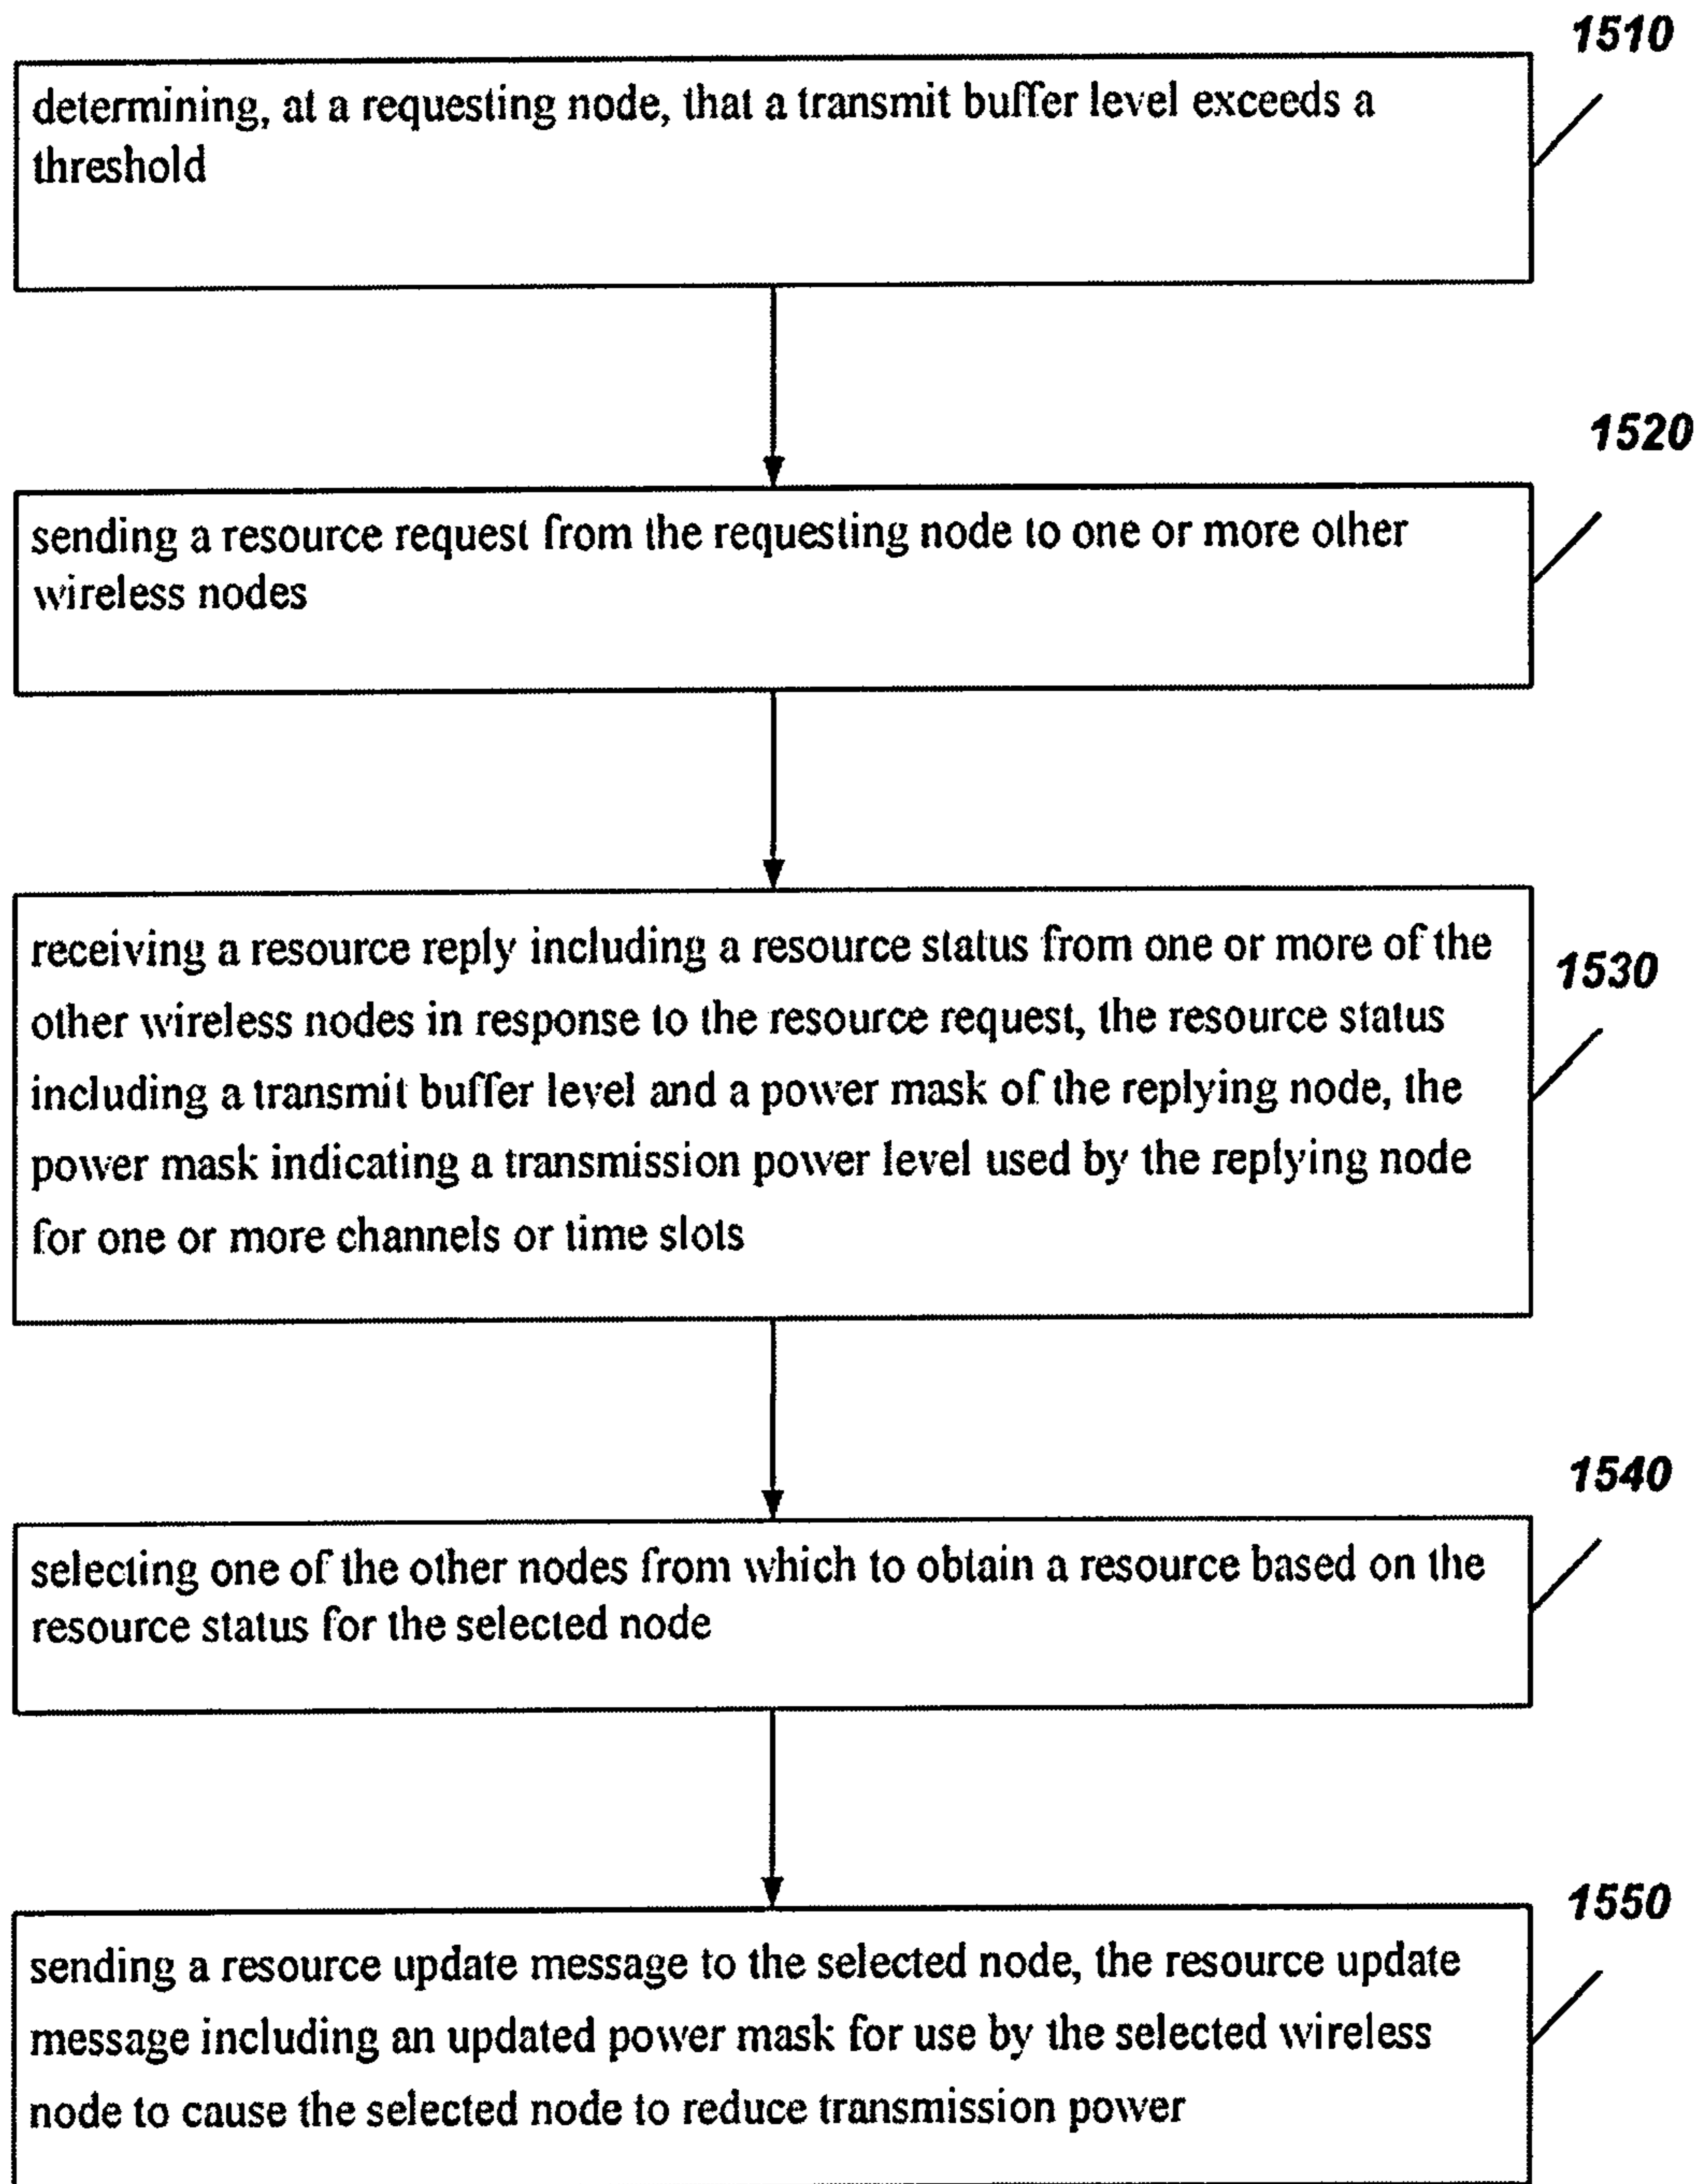 1510
determining, at a requesting node, that a transmit buffer level exceeds a
threshold
1520
sending a resource request from the requesting node to one or more other
wireless nodes
1530
receiving a resource reply including a resource status from one or more of the
other wireless nodes in response to the resource request, the resource status
including a transmit buffer level and a power mask of the replying node, the
power mask indicating a transmission power level used by the replying node
for one or more channels or time slots
1540
selecting one of the other nodes from which to obtain a resource based on the
resource status for the selected node
1550
sending a resource update message to the selected node, the resource update
message including an updated power mask for use by the selected wireless
node to cause the selected node to reduce transmission power